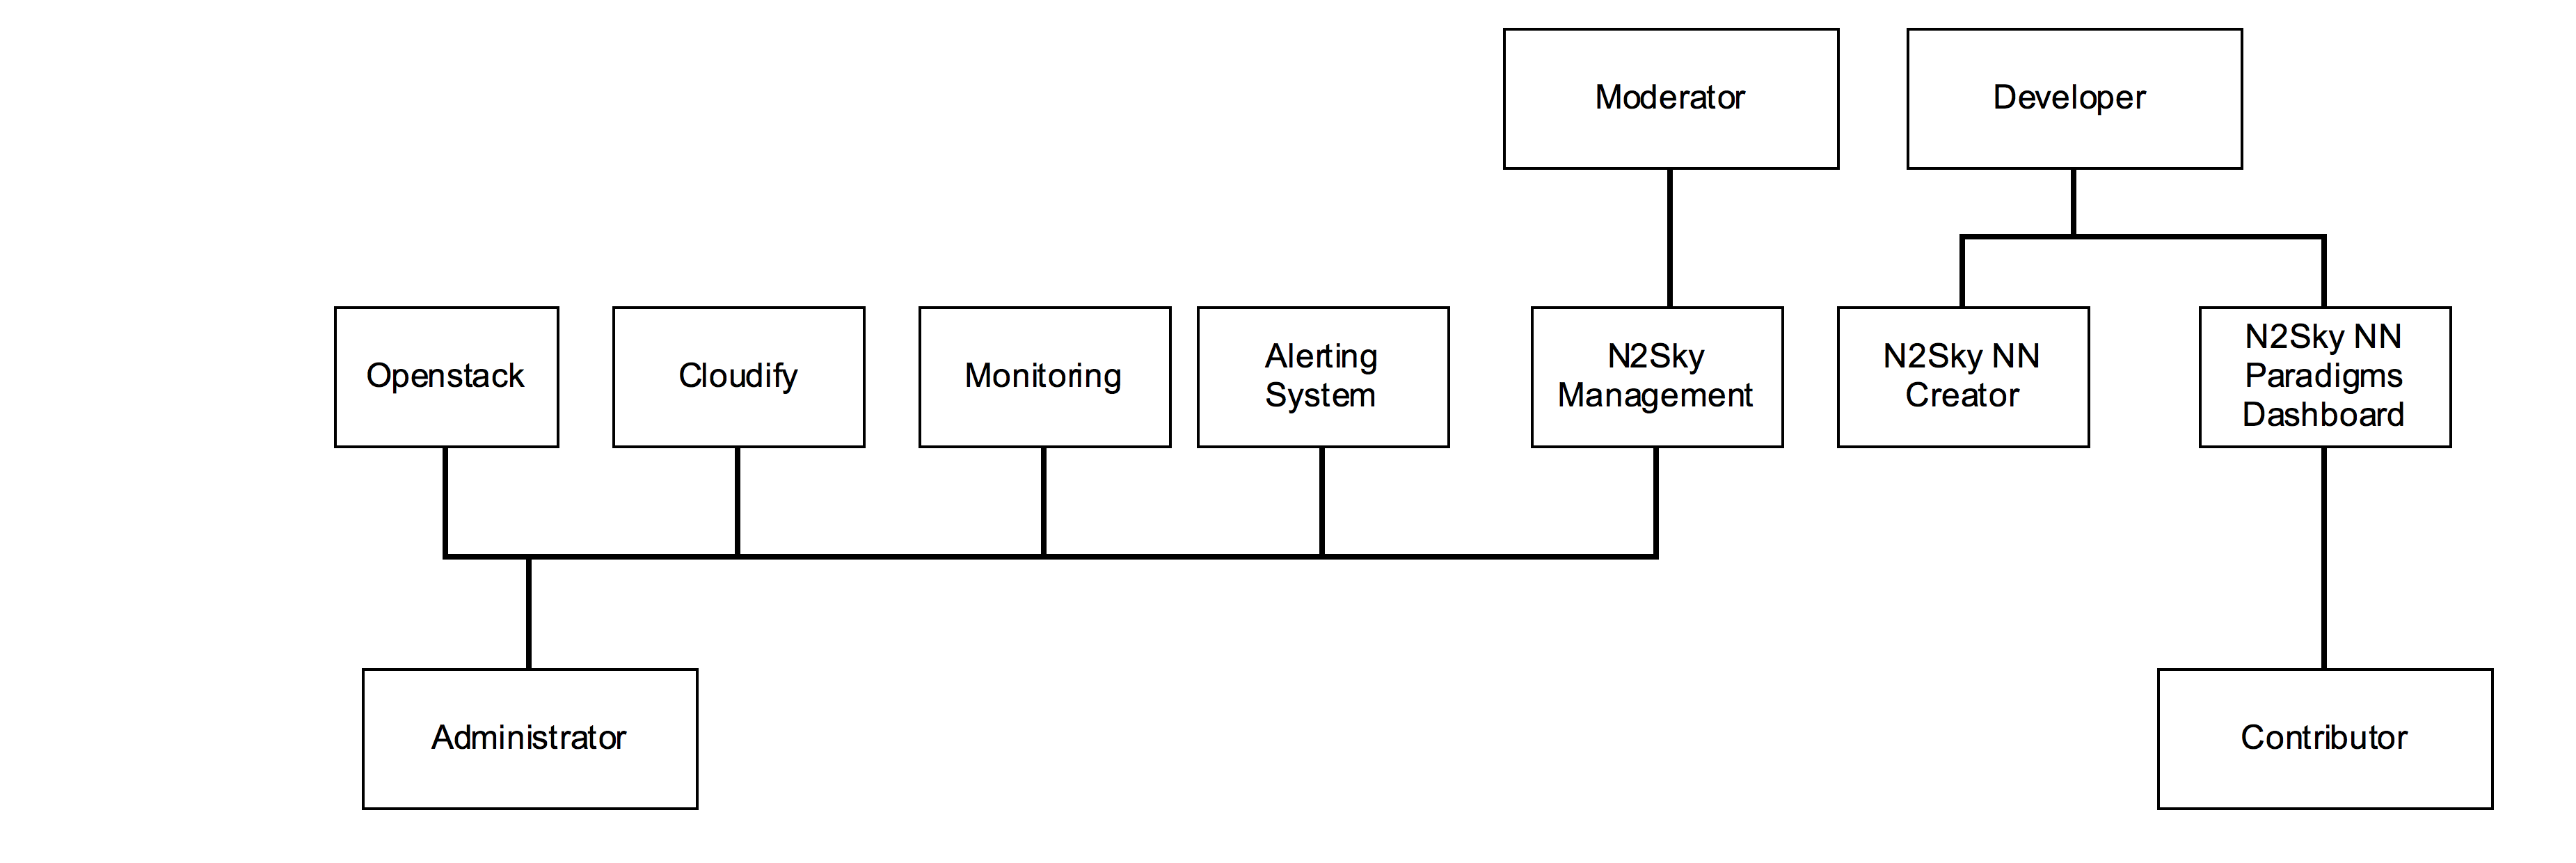 Moderator
Developer
Openstack
Cloudify
Monitoring
Alerting
System
N2Sky
Management
N2Sky NN
Creator
N2Sky NN
Paradigms
Dashboard
Administrator
Contributor